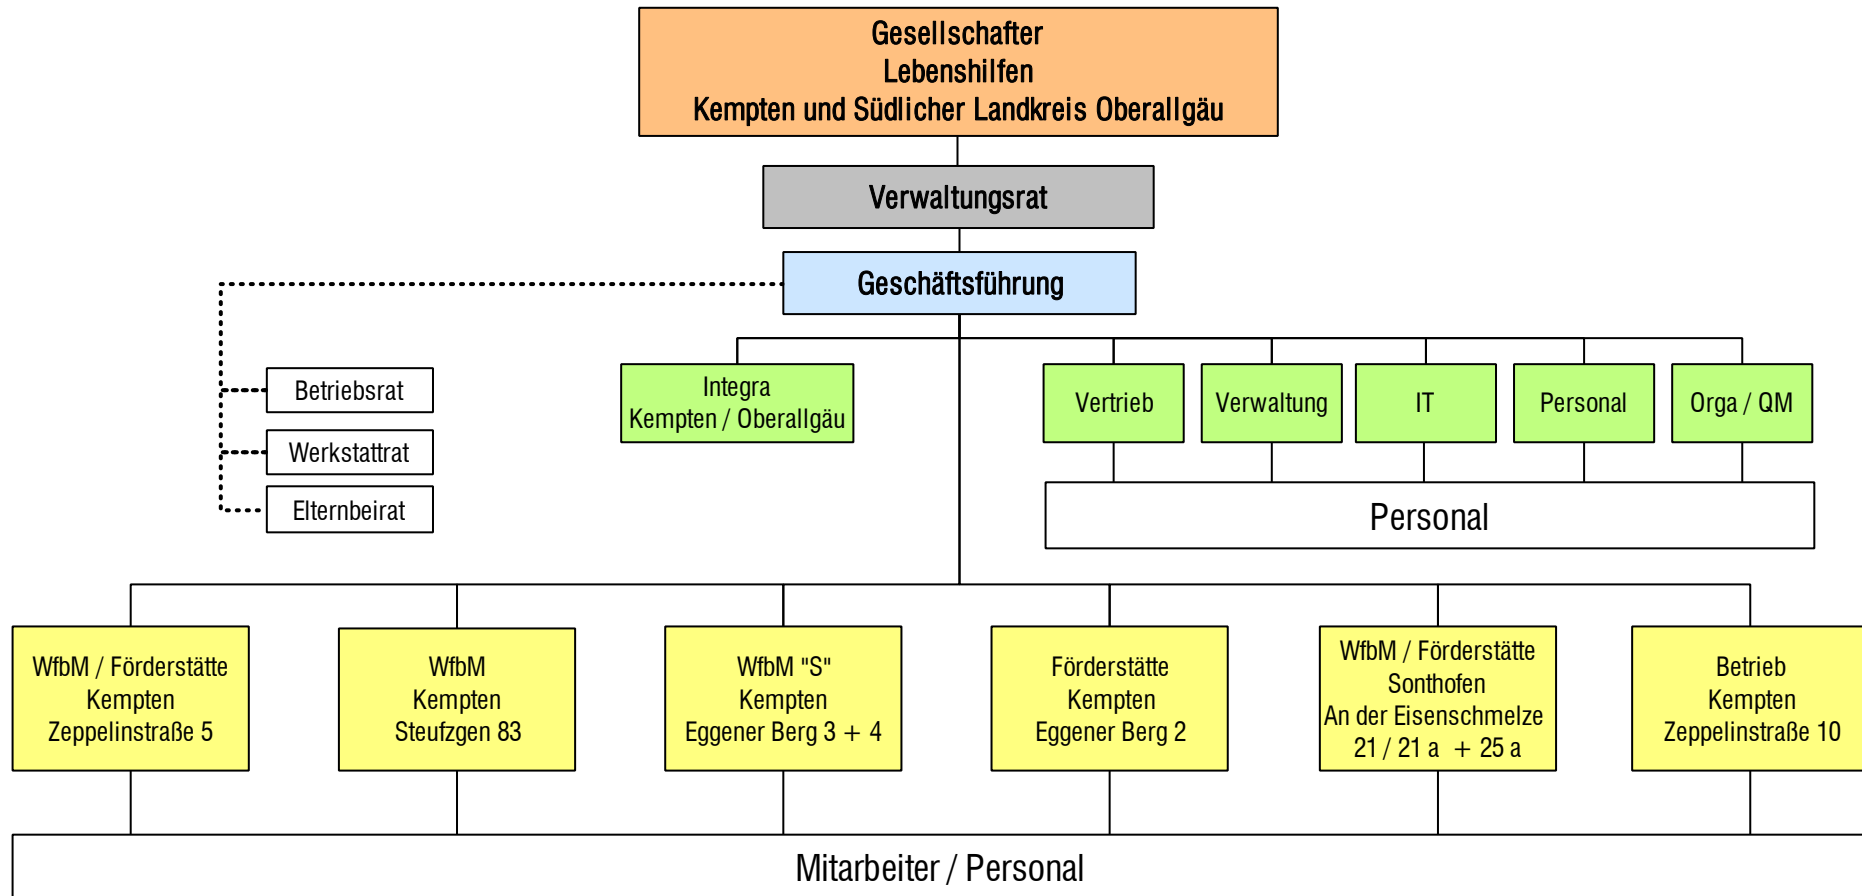 Gesellschafter
Lebenshilfen
Kempten und Südlicher Landkreis Oberallgäu
Verwaltungsrat
Geschäftsführung
Betriebsrat
Werkstattrat
Elternbeirat
Integra
Kempten / Oberallgäu
Vertrieb
Verwaltung
IT
Personal
Orga / QM
Personal
WfbM / Förderstätte
Kempten
Zeppelinstraße 5
WfbM
Kempten
Steufzgen 83
WfbM "S"
Kempten
Eggener Berg 3 + 4
Förderstätte
Kempten
Eggener Berg 2
WfbM / Förderstätte
Sonthofen
An der Eisenschmelze
21 / 21 a + 25 a
Betrieb
Kempten
Zeppelinstraße 10
Mitarbeiter / Personal